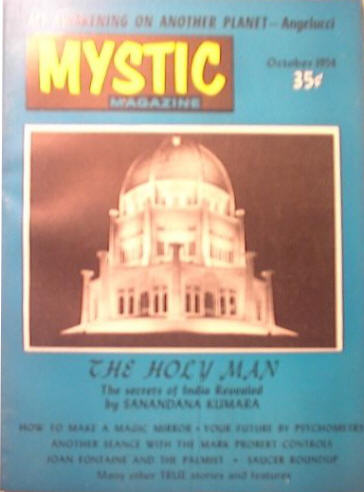 MY AWAKENING ON ANOTHER PLANET—Angelucci
MYSTIC
MAGAZINE
October 1954
35¢
THE HOLY MAN
The secrets of India Revealed
by SANANDANA KUMARA
HOW TO MAKE A MAGIC MIRROR • YOUR FUTURE BY PSYCHOMETRY
ANOTHER SEANCE WITH THE MARK PROBERT CONTROLS
JOAN FONTAINE AND THE PALMIST • SAUCER ROUNDUP
Many other TRUE stories and features